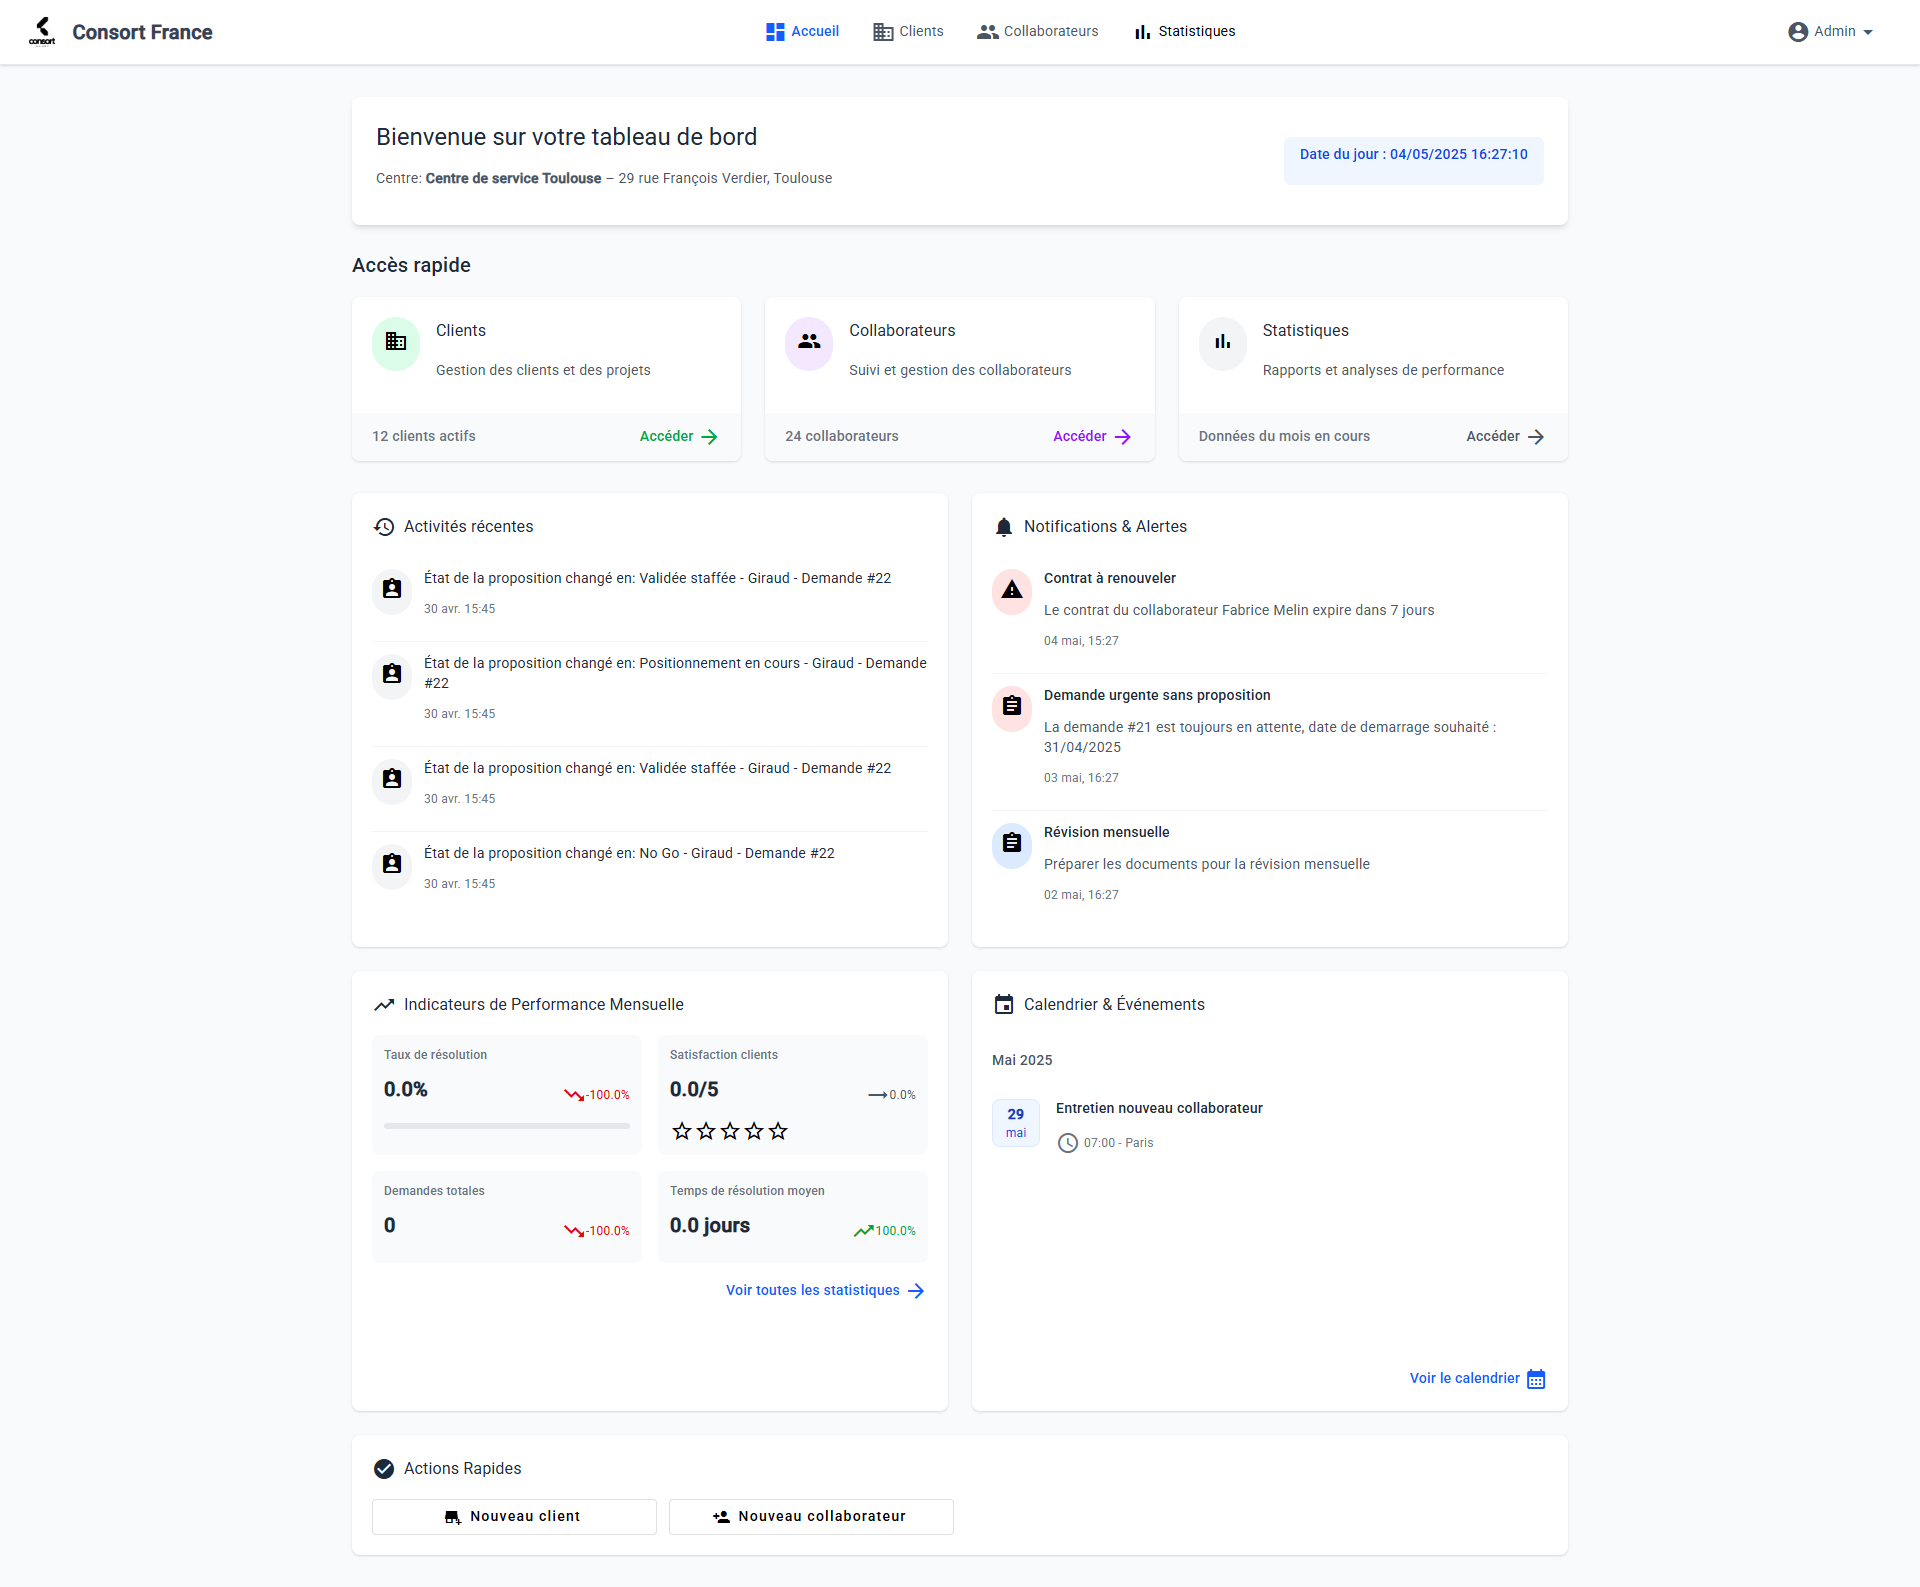 consort
Consort France
Accueil
Clients
Collaborateurs
Statistiques
Admin
Bienvenue sur votre tableau de bord
Centre: Centre de service Toulouse – 29 rue François Verdier, Toulouse
Date du jour : 04/05/2025 16:27:10
Accès rapide
Clients
Gestion des clients et des projets
12 clients actifs
Accéder
Collaborateurs
Suivi et gestion des collaborateurs
24 collaborateurs
Accéder
Statistiques
Rapports et analyses de performance
Données du mois en cours
Accéder
Activités récentes
État de la proposition changé en: Validée staffée - Giraud - Demande #22
30 avr. 15:45
État de la proposition changé en: Positionnement en cours - Giraud - Demande
#22
30 avr. 15:45
État de la proposition changé en: Validée staffée - Giraud - Demande #22
30 avr. 15:45
État de la proposition changé en: No Go - Giraud - Demande #22
30 avr. 15:45
Notifications & Alertes
Contrat à renouveler
Le contrat du collaborateur Fabrice Melin expire dans 7 jours
04 mai, 15:27
Demande urgente sans proposition
La demande #21 est toujours en attente, date de demarrage souhaité :
31/04/2025
03 mai, 16:27
Révision mensuelle
Préparer les documents pour la révision mensuelle
02 mai, 16:27
Indicateurs de Performance Mensuelle
Taux de résolution
0.0%
-100.0%
Satisfaction clients
0.0/5
0.0%
Demandes totales
0
-100.0%
Temps de résolution moyen
0.0 jours
100.0%
Voir toutes les statistiques
Calendrier & Événements
Mai 2025
29
mai
Entretien nouveau collaborateur
07:00 - Paris
Voir le calendrier
Actions Rapides
Nouveau client
Nouveau collaborateur